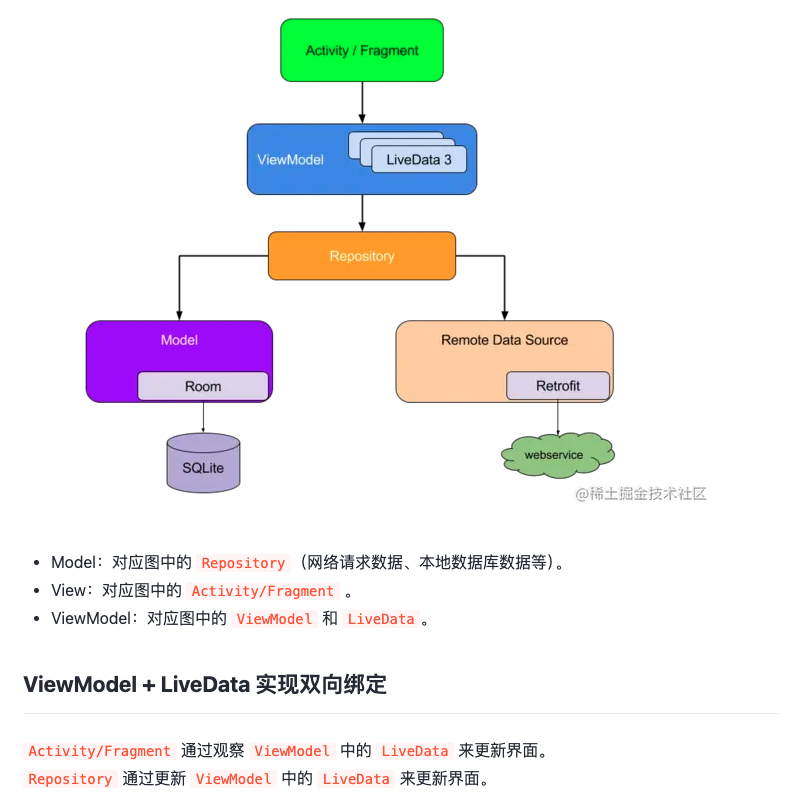 Activity / Fragment
ViewModel
LiveData 3
Repository
Model
Room
SQLite
Remote Data Source
Retrofit
webservice
@稀土掘金技术社区
• Model：对应图中的 Repository （网络请求数据、本地数据库数据等）。
• View：对应图中的 Activity/Fragment 。
• ViewModel：对应图中的 ViewModel 和 LiveData 。
ViewModel + LiveData 实现双向绑定
Activity/Fragment 通过观察 ViewModel 中的 LiveData 来更新界面。
Repository 通过更新 ViewModel 中的 LiveData 来更新界面。